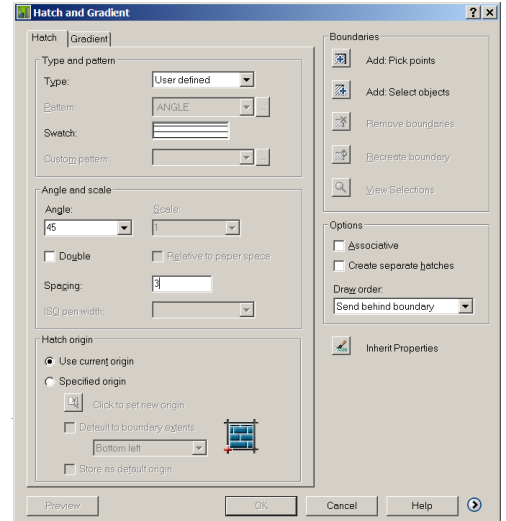 Hatch and Gradient
Hatch
Gradient
Type and pattern
Type:
User defined
Pattern:
ANGLE
...
Swatch:
Custom pattern:
...
Angle and scale
Angle:
Scale:
45
1
Double
Relative to paper space
Spacing:
3
ISO pen width:
Hatch origin
Use current origin
Specified origin
Click to set new origin
Default to boundary extents
Bottom left
Store as default origin
Boundaries
Add: Pick points
Add: Select objects
Remove boundaries
Recreate boundary
View Selections
Options
Associative
Create separate hatches
Draw order:
Send behind boundary
Inherit Properties
Preview
OK
Cancel
Help